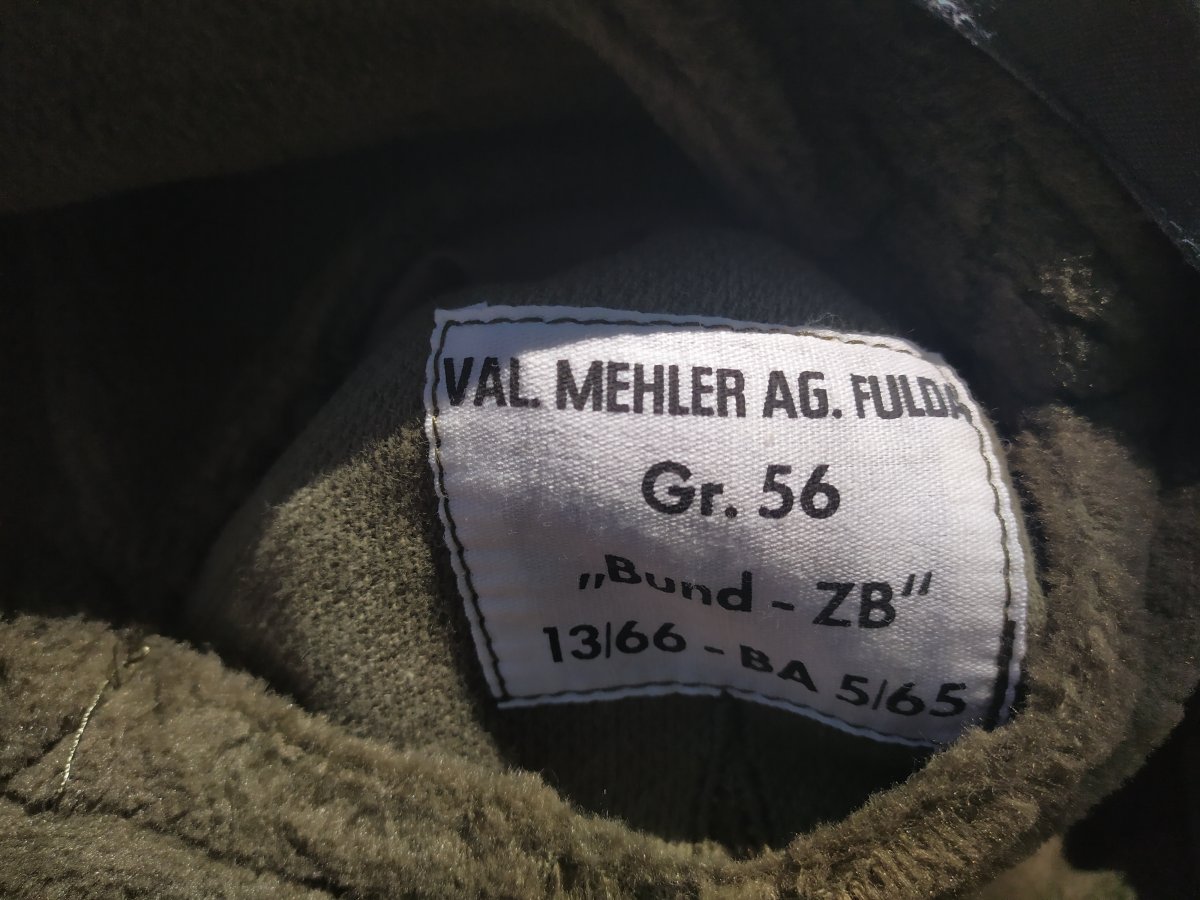 VAL. MEHLER AG. FULDA
Gr. 56
„Bund - ZB“
13/66 - BA 5/65